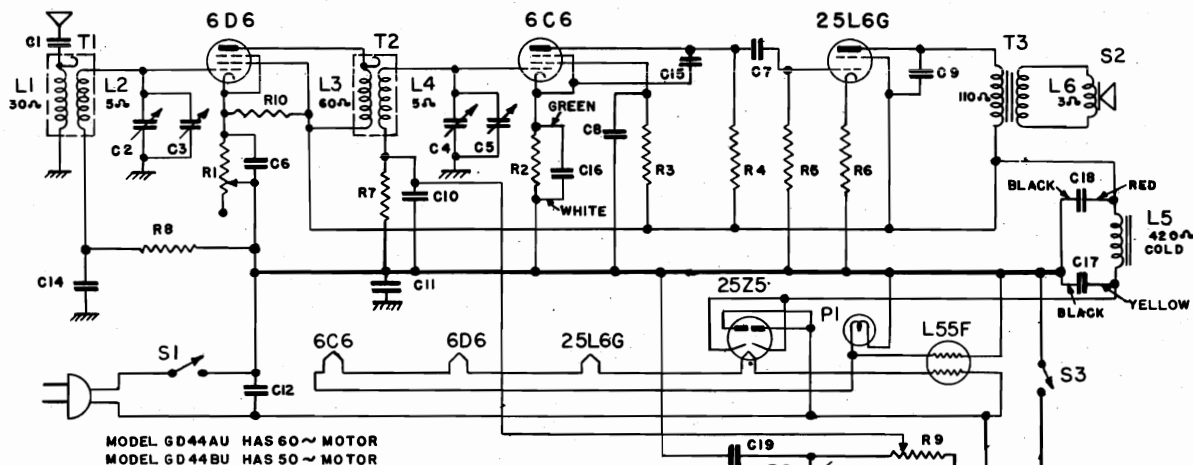 6D6
6C6
25L6G
C1
T1
T2
T3
S2
L1
30Ω
L2
5Ω
L3
60Ω
L4
5Ω
C15
C7
C9
110Ω
L6
3Ω
R10
C2
C3
C6
R1
C4
C5
GREEN
R2
C16
WHITE
C8
R3
R4
R5
R6
R7
C10
BLACK
C18
RED
L5
420Ω
COLD
R8
C14
C11
C17
BLACK
YELLOW
25Z5
P1
L55F
6C6
6D6
25L6G
S1
S3
C12
MODEL GD44AU HAS 60~ MOTOR
MODEL GD44BU HAS 50~ MOTOR
C19
R9